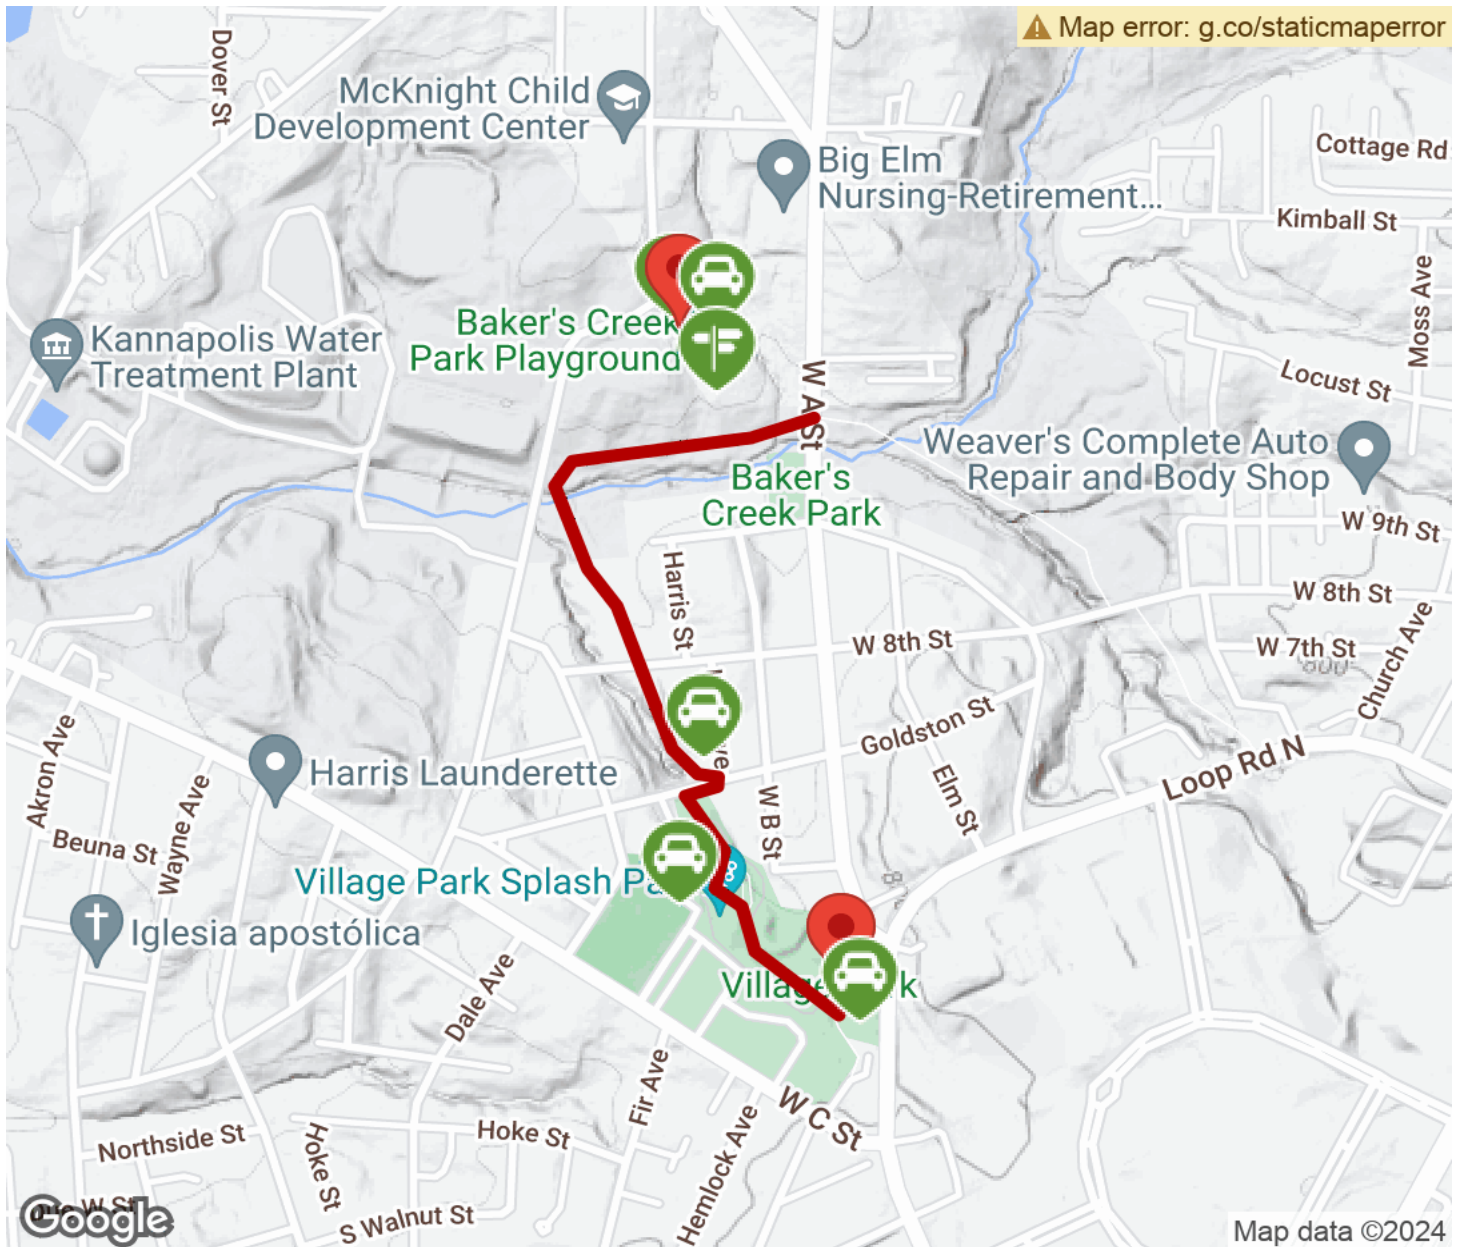 Map error: g.co/staticmaperror
Dover St
McKnight Child
Development Center
Big Elm
Nursing-Retirement...
Cottage Rd
Kimball St
Moss Ave
Baker's Creek
Park Playground
Kannapolis Water
Treatment Plant
W A St
Locust St
Weaver's Complete Auto
Repair and Body Shop
Baker's
Creek Park
W 9th St
Harris St
W 8th St
W 8th St
W 7th St
Church Ave
Goldston St
Loop Rd N
Akron Ave
Harris Launderette
Wayne Ave
Elm St
W B St
Beuna St
Village Park Splash Pa
Iglesia apostólica
Village
k
Dale Ave
Fir Ave
W C St
Hoke St
Northside St
Hoke St
Hemlock Ave
S Walnut St
Google
Map data ©2024